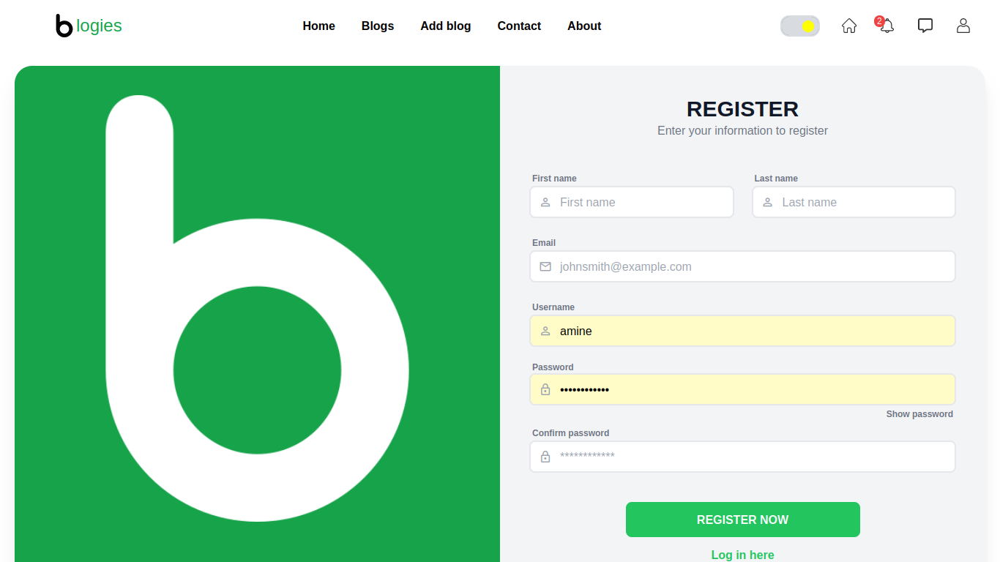 blogies
Home Blogs Add blog Contact About
2
REGISTER
Enter your information to register
First name Last name
First name Last name
Email
johnsmith@example.com
Username
amine
Password
••••••••••••
Show password
Confirm password
************
REGISTER NOW
Log in here